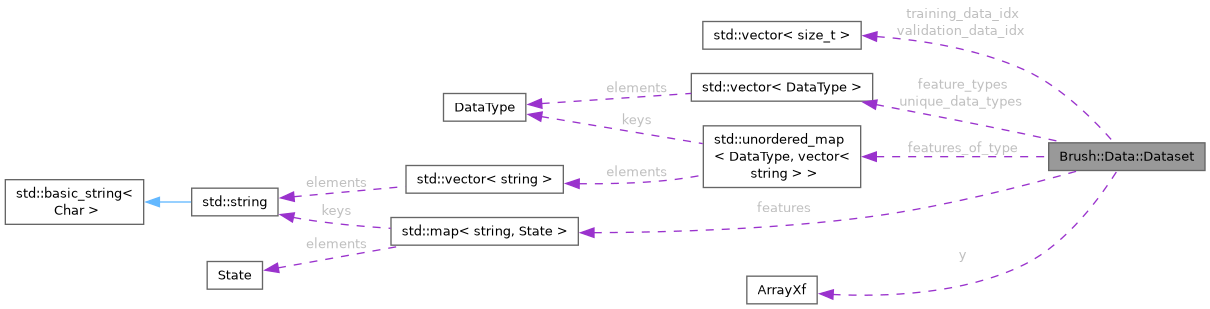 training_data_idx
validation_data_idx
std::vector< size_t >
feature_types
unique_data_types
std::vector< DataType >
elements
DataType
keys
std::unordered_map
< DataType, vector<
string > >
features_of_type
Brush::Data::Dataset
elements
std::vector< string >
elements
std::basic_string<
Char >
std::string
keys
std::map< string, State >
features
elements
State
y
ArrayXf